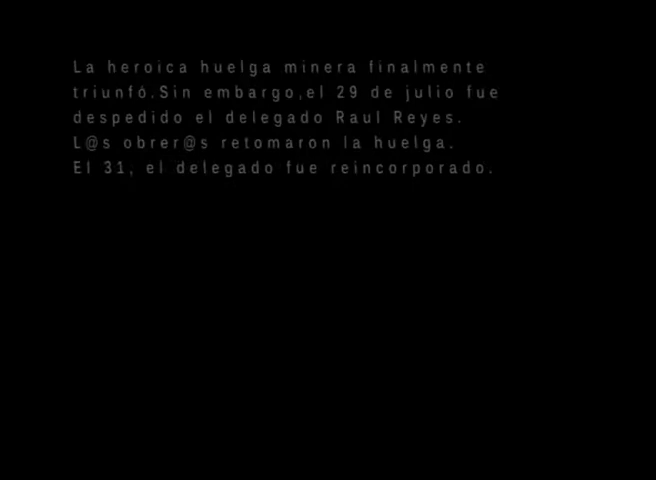 La heroica huelga minera finalmente
triunfó.Sin embargo,el 29 de julio fue
despedido el delegado Raul Reyes.
L@s obrer@s retomaron la huelga.
El 31, el delegado fue reincorporado.